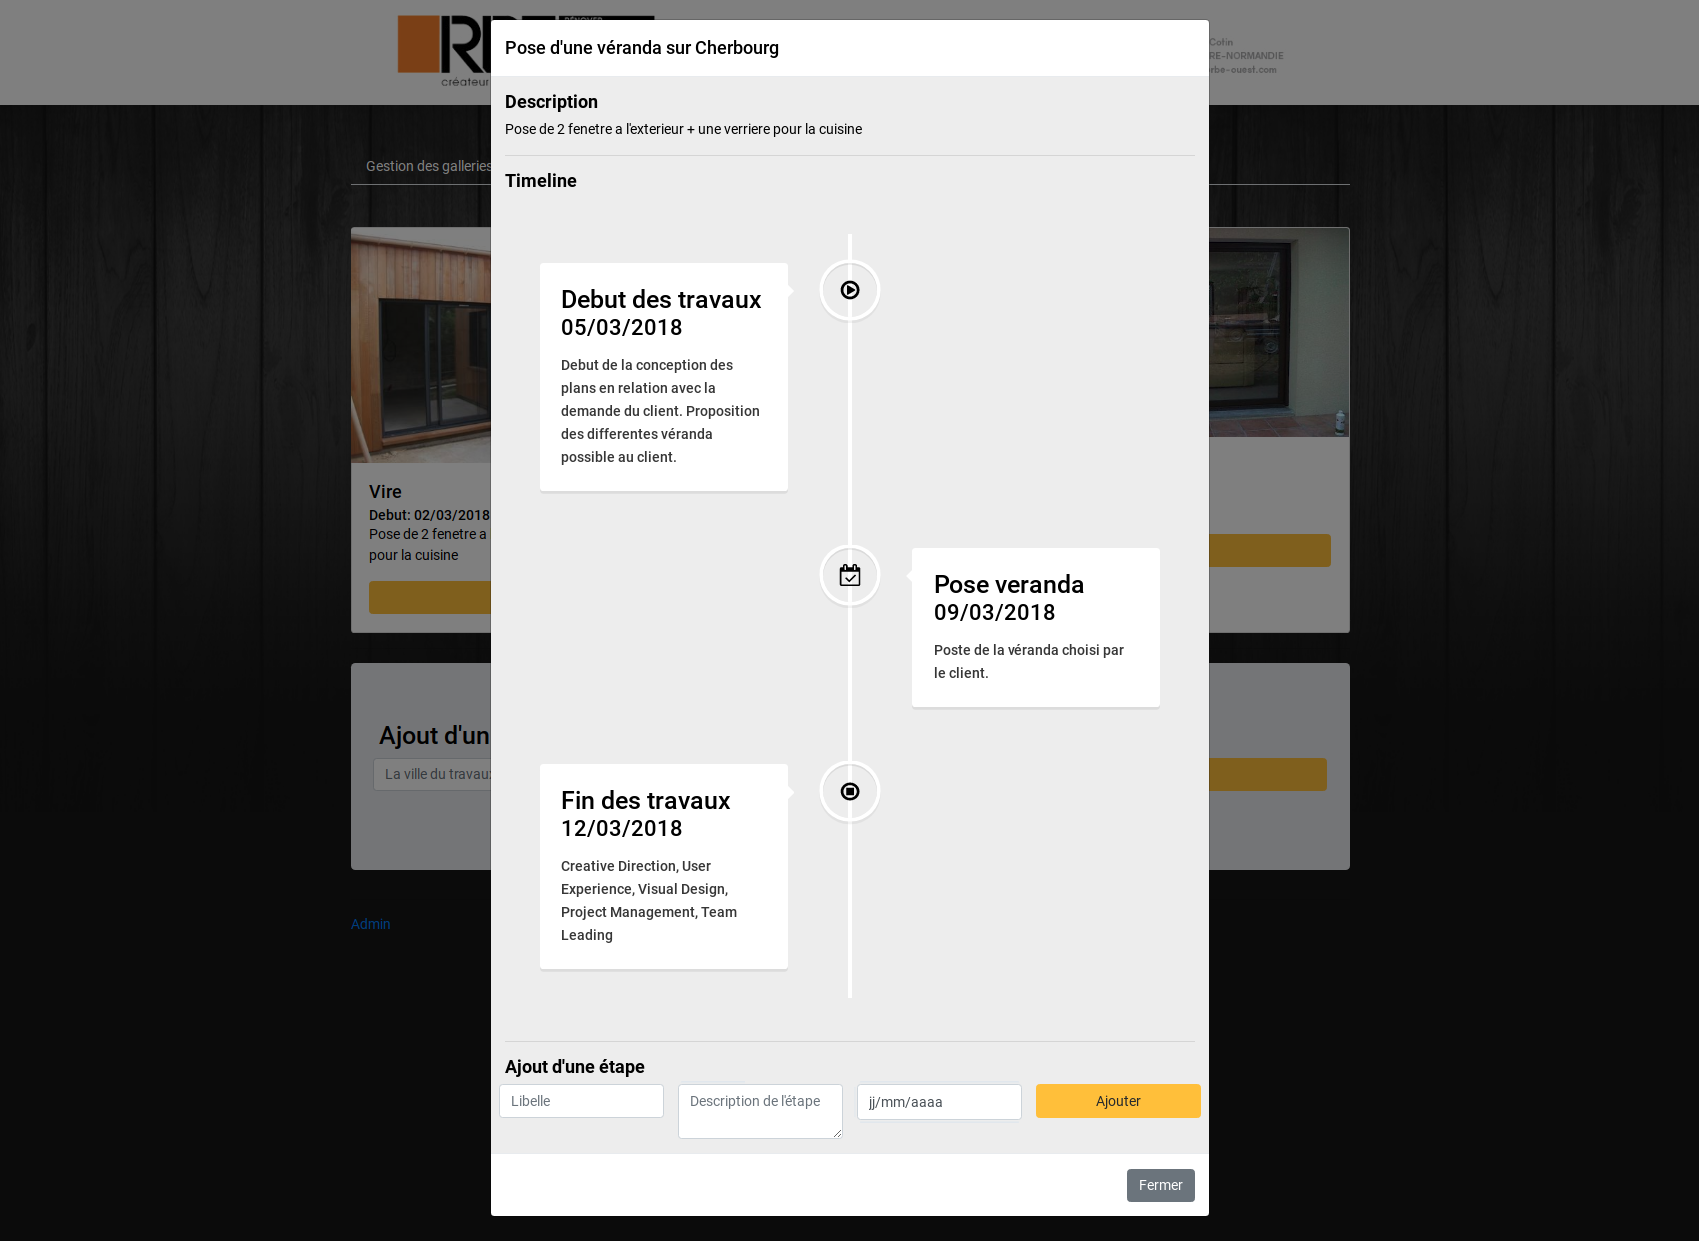 RÉNOVER
créateur
Cotin
RE-NORMANDIE
rbe-ouest.com
Gestion des galleries
Vire
Debut: 02/03/2018
Pose de 2 fenetre a
pour la cuisine
Ajout d'un
La ville du travaux
Admin
Pose d'une véranda sur Cherbourg
Description
Pose de 2 fenetre a l'exterieur + une verriere pour la cuisine
Timeline
Debut des travaux
05/03/2018
Debut de la conception des
plans en relation avec la
demande du client. Proposition
des differentes véranda
possible au client.
Pose veranda
09/03/2018
Poste de la véranda choisi par
le client.
Fin des travaux
12/03/2018
Creative Direction, User
Experience, Visual Design,
Project Management, Team
Leading
Ajout d'une étape
Libelle
Description de l'étape
jj/mm/aaaa
Ajouter
Fermer